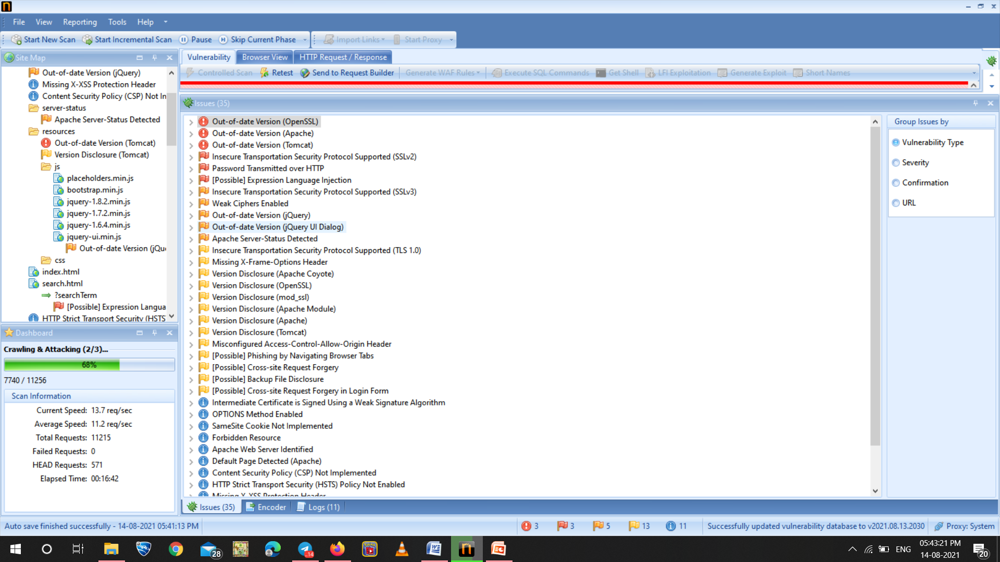 File View Reporting Tools Help
Start New Scan Start Incremental Scan Pause Skip Current Phase Import Links Start Proxy
Site Map
Out-of-date Version (jQuery)
Missing X-XSS Protection Header
Content Security Policy (CSP) Not In
server-status
Apache Server-Status Detected
resources
Out-of-date Version (Tomcat)
Version Disclosure (Tomcat)
js
placeholders.min.js
bootstrap.min.js
jquery-1.8.2.min.js
jquery-1.7.2.min.js
jquery-1.6.4.min.js
jquery-ui.min.js
Out-of-date Version (jQu
css
index.html
search.html
?searchTerm
[Possible] Expression Langua
HTTP Strict Transport Security (HSTS
Dashboard
Crawling & Attacking (2/3)...
68%
7740 / 11256
Scan Information
Current Speed: 13.7 req/sec
Average Speed: 11.2 req/sec
Total Requests: 11215
Failed Requests: 0
HEAD Requests: 571
Elapsed Time: 00:16:42
Vulnerability Browser View HTTP Request / Response
Controlled Scan Retest Send to Request Builder Generate WAF Rules Execute SQL Commands Get Shell LFI Exploitation Generate Exploit Short Names
Issues (35)
Out-of-date Version (OpenSSL)
Out-of-date Version (Apache)
Out-of-date Version (Tomcat)
Insecure Transportation Security Protocol Supported (SSLv2)
Password Transmitted over HTTP
[Possible] Expression Language Injection
Insecure Transportation Security Protocol Supported (SSLv3)
Weak Ciphers Enabled
Out-of-date Version (jQuery)
Out-of-date Version (jQuery UI Dialog)
Apache Server-Status Detected
Insecure Transportation Security Protocol Supported (TLS 1.0)
Missing X-Frame-Options Header
Version Disclosure (Apache Coyote)
Version Disclosure (OpenSSL)
Version Disclosure (mod_ssl)
Version Disclosure (Apache Module)
Version Disclosure (Apache)
Version Disclosure (Tomcat)
Misconfigured Access-Control-Allow-Origin Header
[Possible] Phishing by Navigating Browser Tabs
[Possible] Cross-site Request Forgery
[Possible] Backup File Disclosure
[Possible] Cross-site Request Forgery in Login Form
Intermediate Certificate is Signed Using a Weak Signature Algorithm
OPTIONS Method Enabled
SameSite Cookie Not Implemented
Forbidden Resource
Apache Web Server Identified
Default Page Detected (Apache)
Content Security Policy (CSP) Not Implemented
HTTP Strict Transport Security (HSTS) Policy Not Enabled
Missing X-XSS Protection Header
Group Issues by
Vulnerability Type
Severity
Confirmation
URL
Issues (35) Encoder Logs (11)
Auto save finished successfully - 14-08-2021 05:41:13 PM
3 3 5 13 11
Successfully updated vulnerability database to v2021.08.13.2030 Proxy: System
28
14
ENG
05:43:21 PM
14-08-2021
20